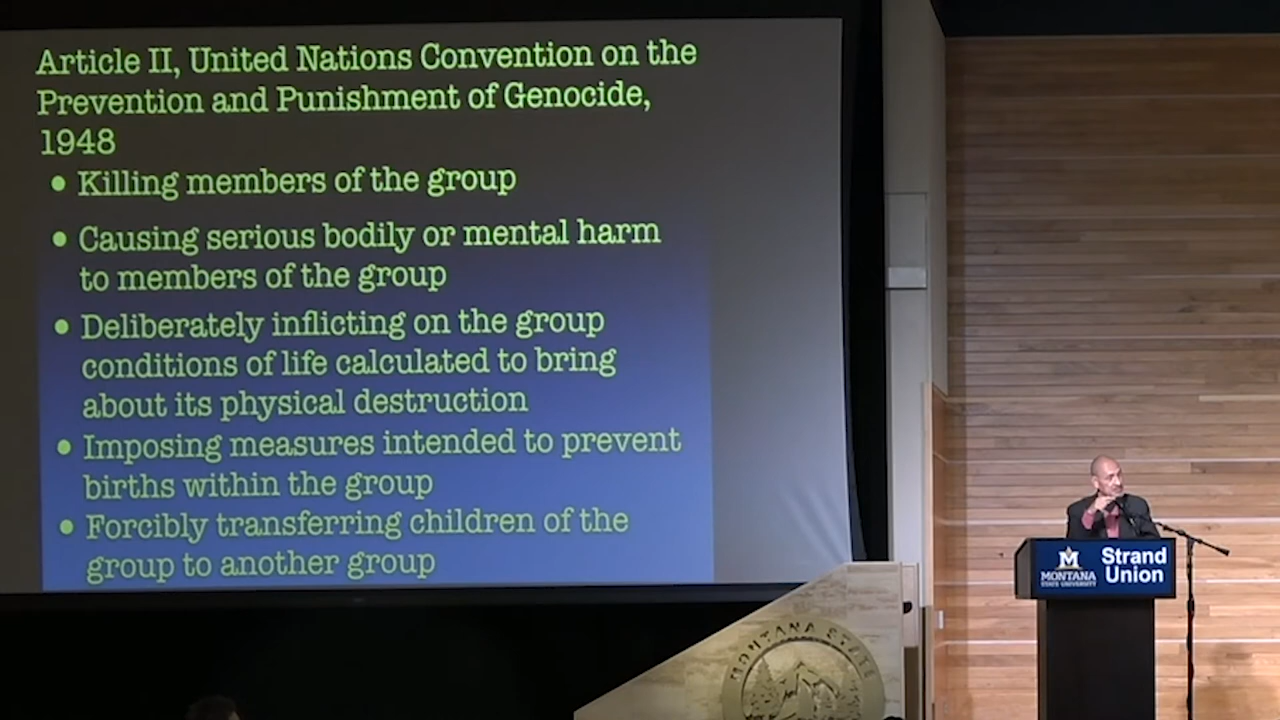 Article II, United Nations Convention on the
Prevention and Punishment of Genocide,
1948
• Killing members of the group
• Causing serious bodily or mental harm
to members of the group
• Deliberately inflicting on the group
conditions of life calculated to bring
about its physical destruction
• Imposing measures intended to prevent
births within the group
• Forcibly transferring children of the
group to another group
M
MONTANA
STATE UNIVERSITY
Strand
Union
MONTANA STATE